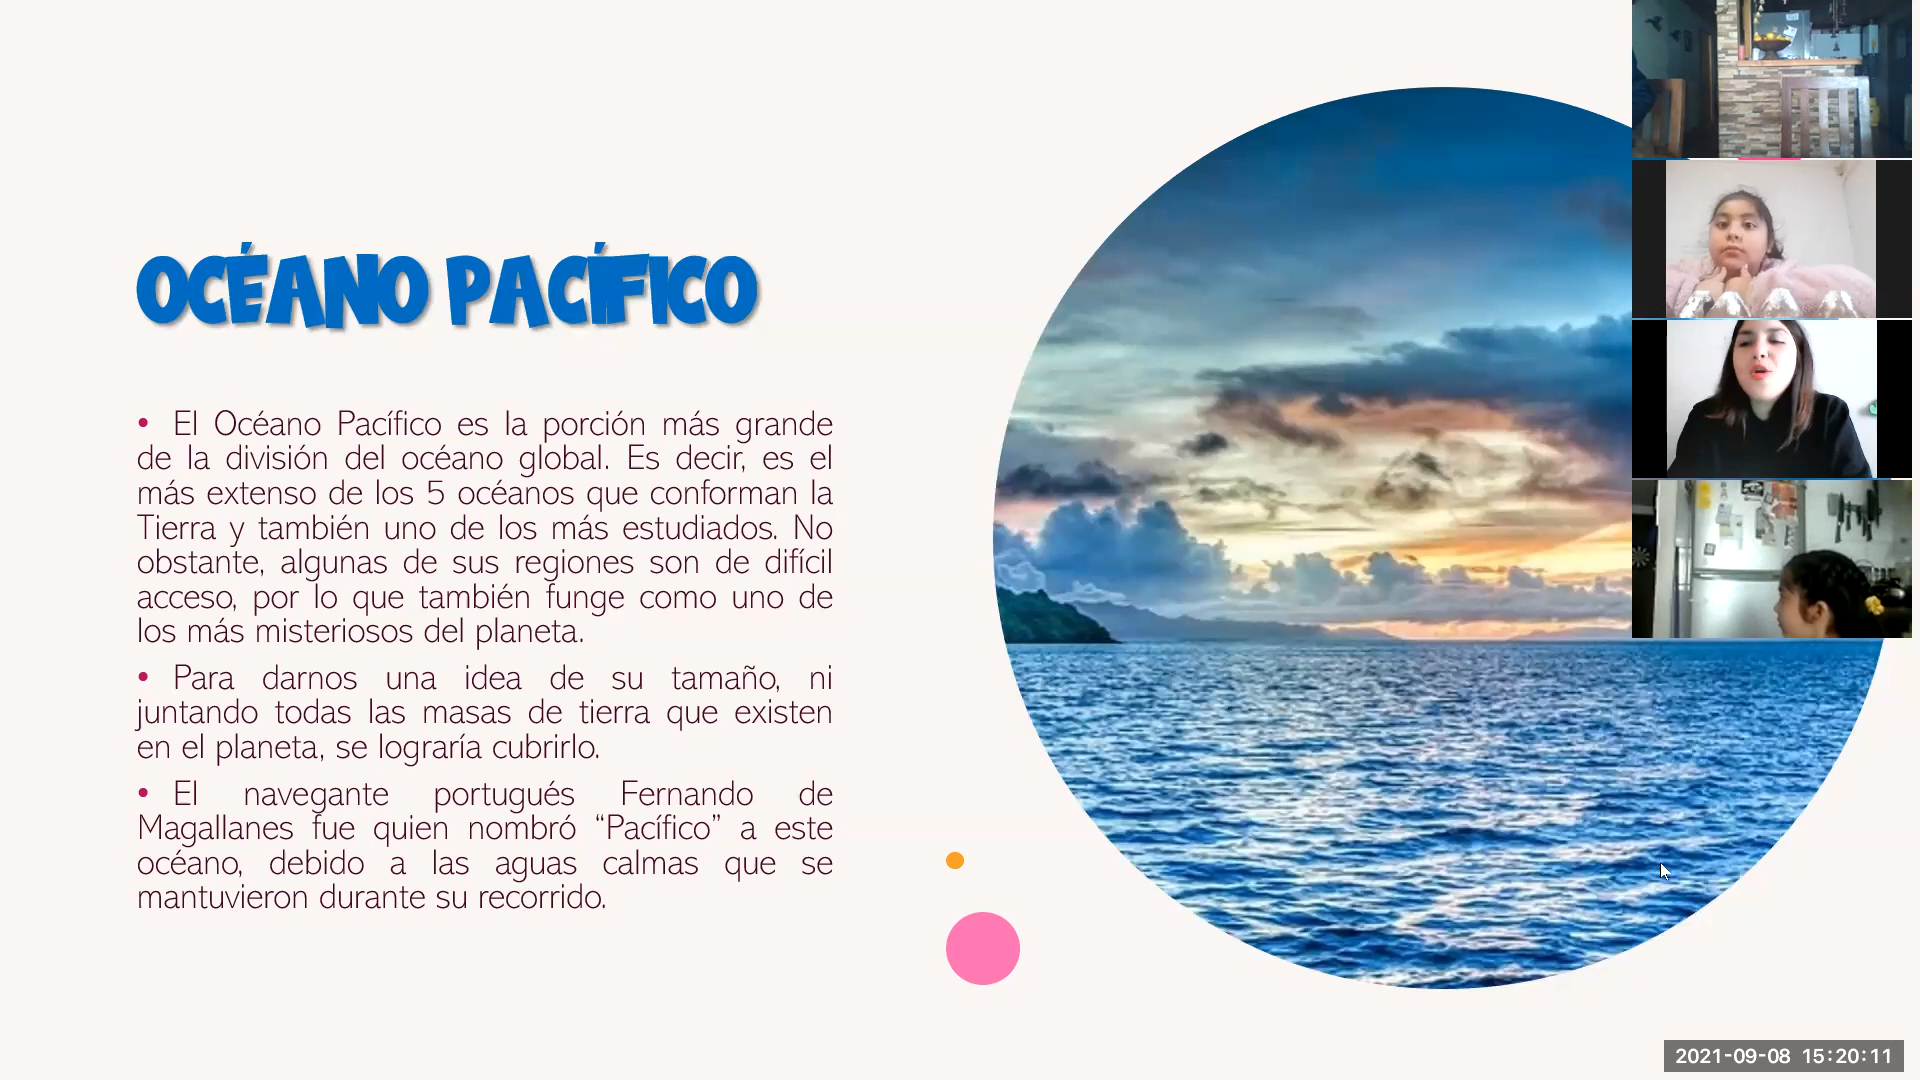 OCÉANO PACÍFICO
• El Océano Pacífico es la porción más grande
de la división del océano global. Es decir, es el
más extenso de los 5 océanos que conforman la
Tierra y también uno de los más estudiados. No
obstante, algunas de sus regiones son de difícil
acceso, por lo que también funge como uno de
los más misteriosos del planeta.
• Para darnos una idea de su tamaño, ni
juntando todas las masas de tierra que existen
en el planeta, se lograría cubrirlo.
• El navegante portugués Fernando de
Magallanes fue quien nombró “Pacífico” a este
océano, debido a las aguas calmas que se
mantuvieron durante su recorrido.
2021-09-08 15:20:11